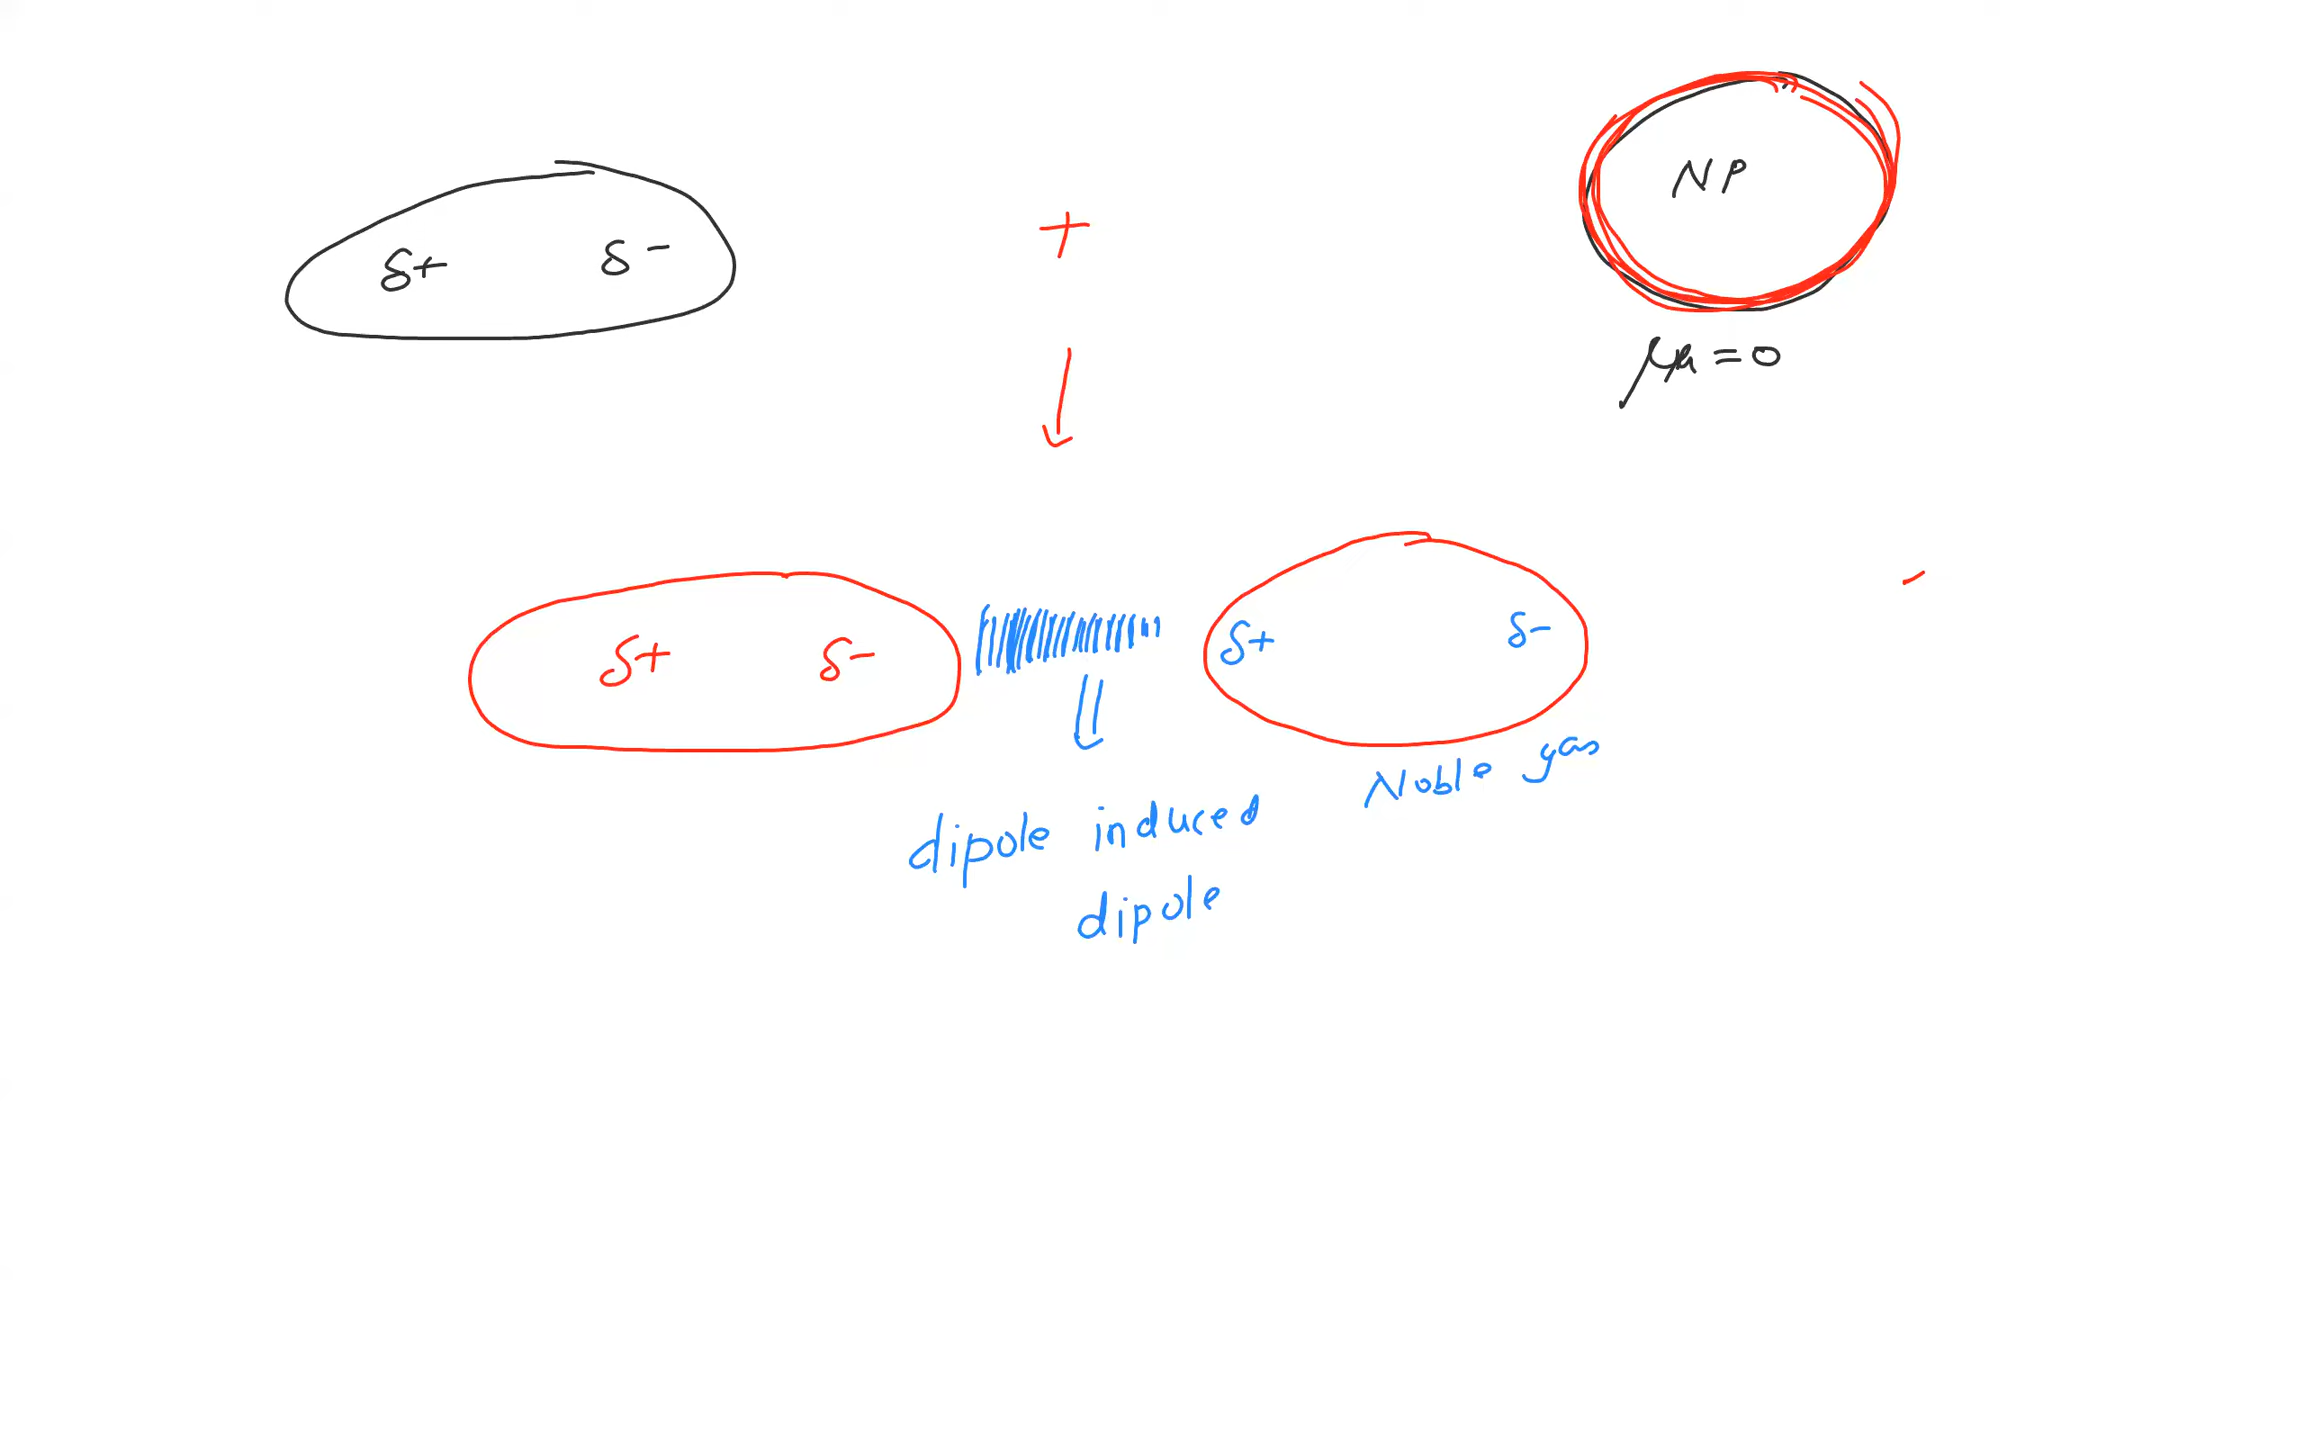 NP
δ+ δ-
+
μ = 0
δ+ δ- δ+ δ-
Noble gas
dipole induced
dipole